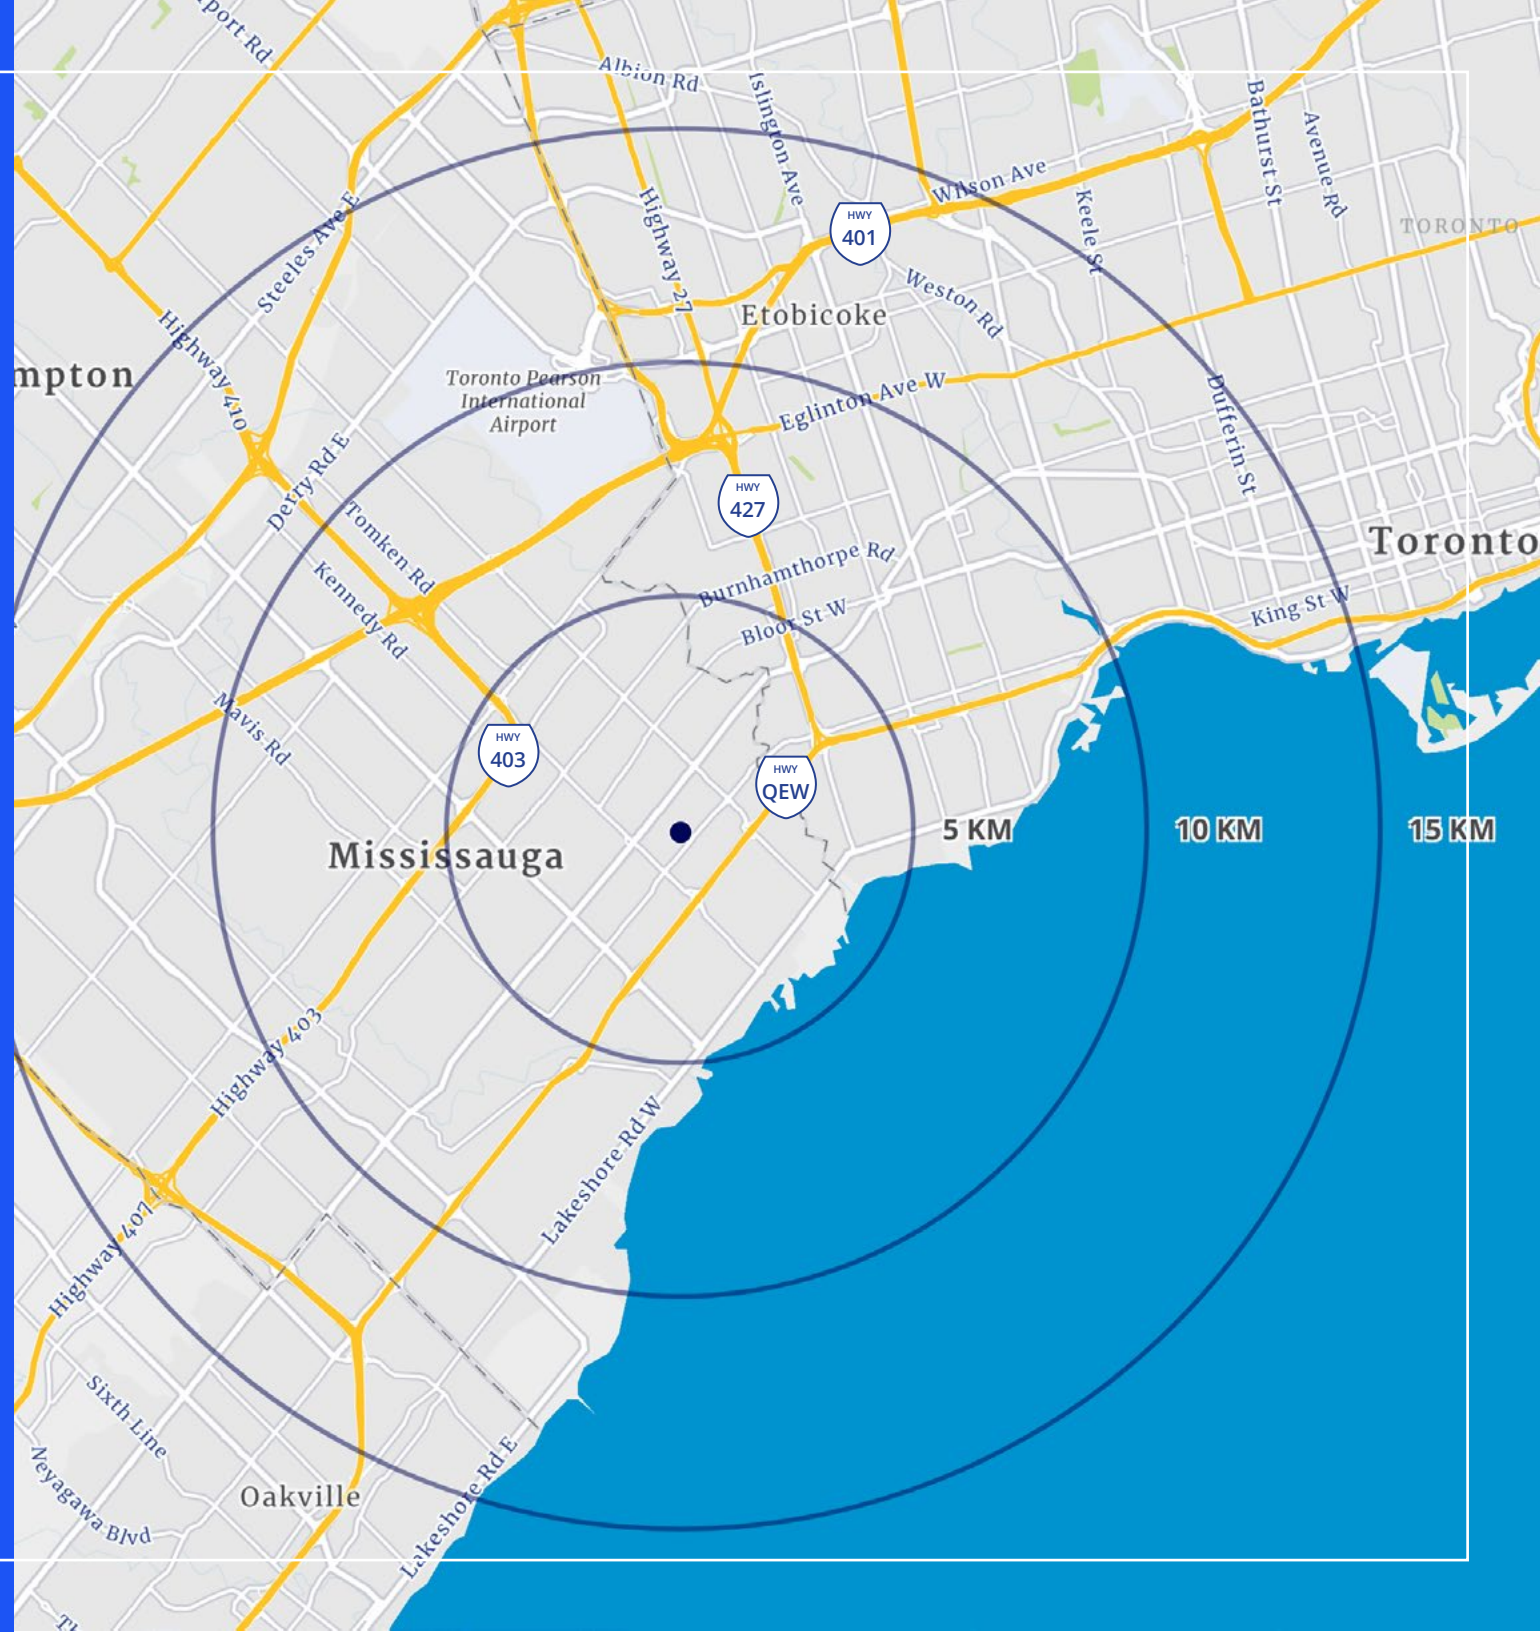 port Rd
Albion Rd
Islington Ave
Bathurst St
Avenue Rd
Wilson Ave
Keele St
TORONTO
Steeles Ave E
Highway 27
HWY
401
Weston Rd
Etobicoke
Highway 410
mpton
Toronto Pearson
International
Airport
Eglinton Ave W
Dufferin St
Derry Rd E
Tomken Rd
HWY
427
Toronto
Kennedy Rd
Burnhamthorpe Rd
Bloor St W
King St W
Mavis Rd
HWY
403
HWY
QEW
Mississauga
5 KM
10 KM
15 KM
Highway 403
Lakeshore Rd W
Highway 407
Sixth Line
Neyagawa Blvd
Oakville
Lakeshore Rd E
Th